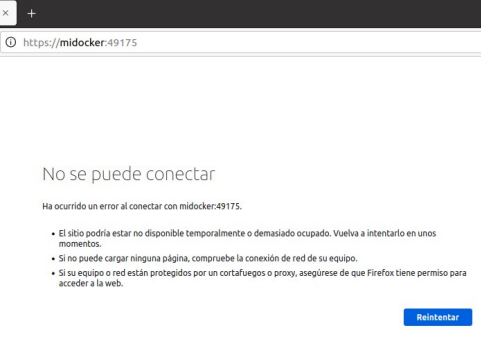 https://midocker:49175
No se puede conectar
Ha ocurrido un error al conectar con midocker:49175.
• El sitio podría estar no disponible temporalmente o demasiado ocupado. Vuelva a intentarlo en unos
momentos.
• Si no puede cargar ninguna página, compruebe la conexión de red de su equipo.
• Si su equipo o red están protegidos por un cortafuegos o proxy, asegúrese de que Firefox tiene permiso para
acceder a la web.
Reintentar